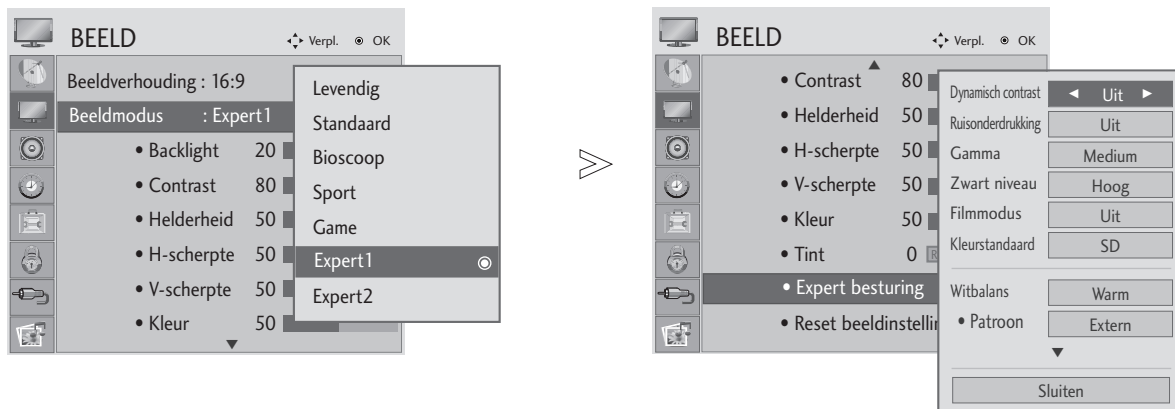 BEELD
Verpl. OK
Beeldverhouding : 16:9
Beeldmodus : Expert1
• Backlight 20
• Contrast 80
• Helderheid 50
• H-scherpte 50
• V-scherpte 50
• Kleur 50
Levendig
Standaard
Bioscoop
Sport
Game
Expert1
Expert2
BEELD
Verpl. OK
• Contrast 80
• Helderheid 50
• H-scherpte 50
• V-scherpte 50
• Kleur 50
• Tint 0 R
• Expert besturing
• Reset beeldinstellin
Dynamisch contrast Uit
Ruisonderdrukking Uit
Gamma Medium
Zwart niveau Hoog
Filmmodus Uit
Kleurstandaard SD
Witbalans Warm
• Patroon Extern
Sluiten